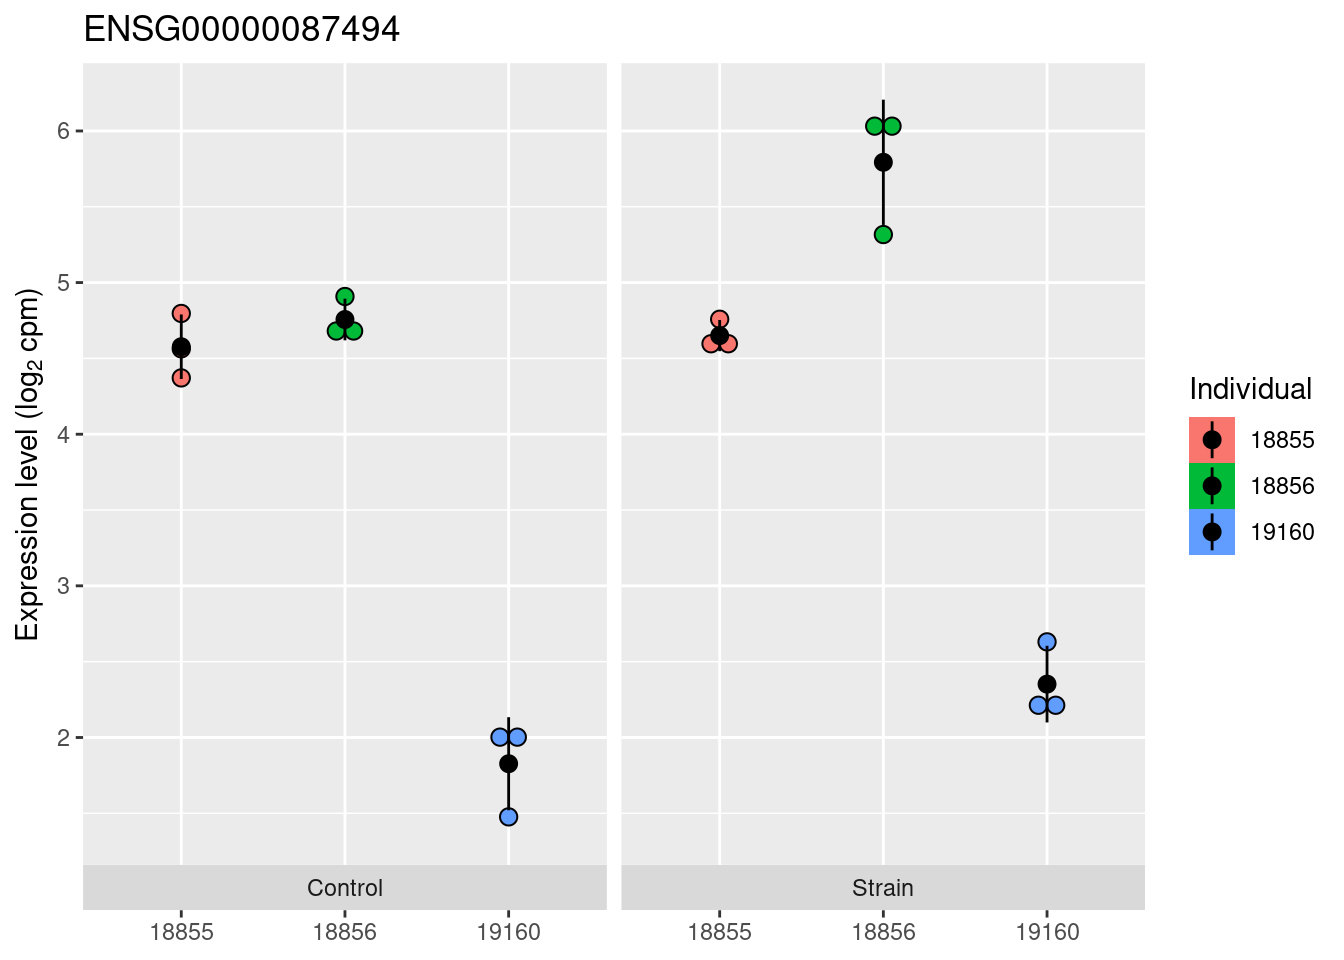 ENSG00000087494
Expression level (log₂ cpm)
6
5
4
3
2
Control
Strain
18855
18856
19160
18855
18856
19160
Individual
18855
18856
19160